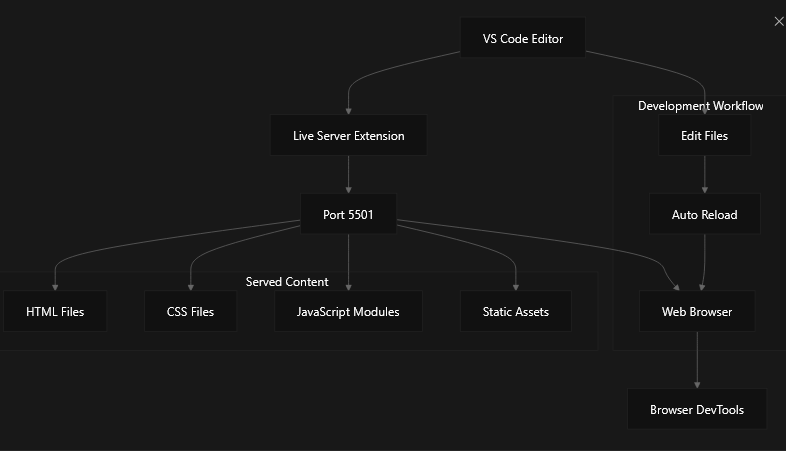 VS Code Editor
Development Workflow
Live Server Extension
Edit Files
Port 5501
Auto Reload
Served Content
HTML Files
CSS Files
JavaScript Modules
Static Assets
Web Browser
Browser DevTools